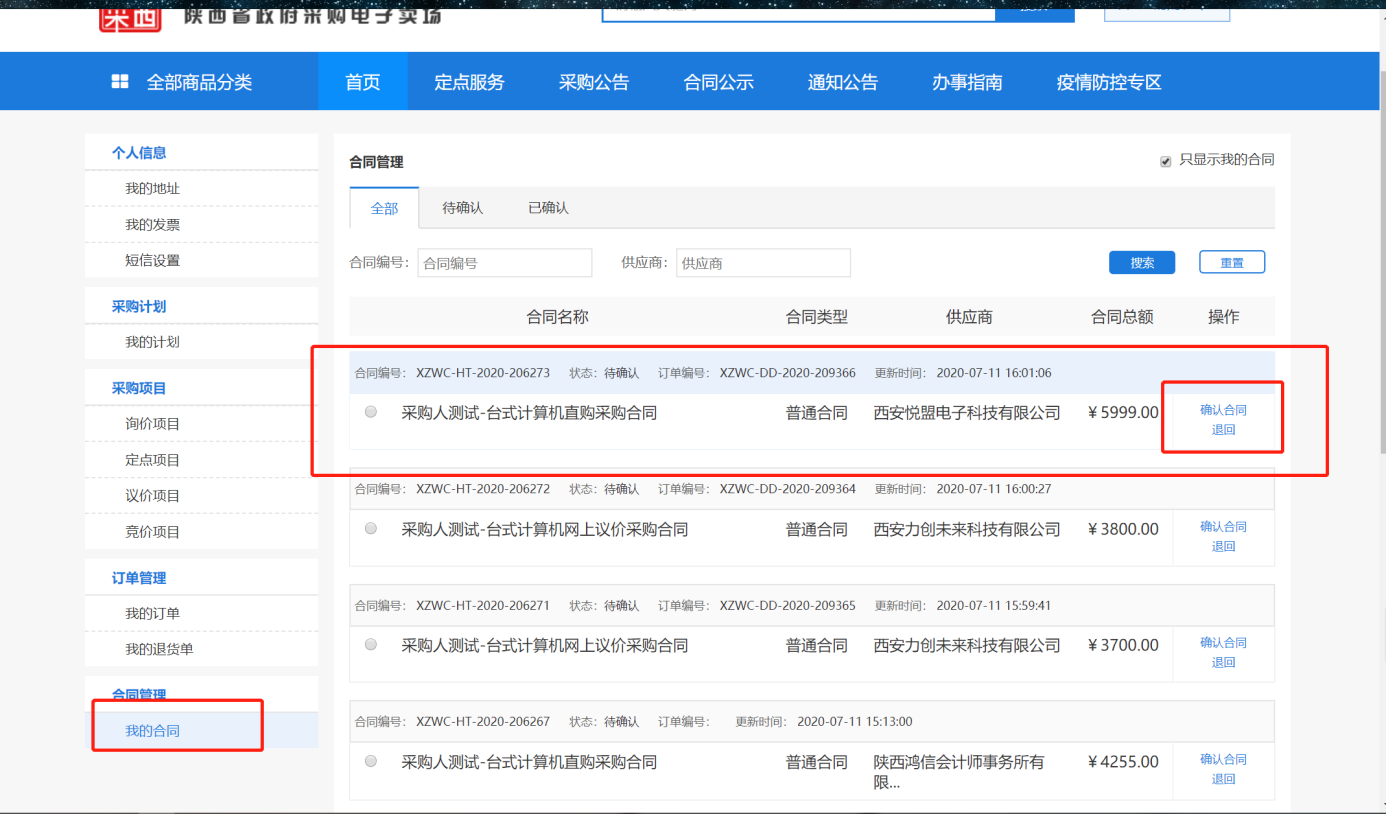 采西 陕西省政府采购电子卖场
全部商品分类 首页 定点服务 采购公告 合同公示 通知公告 办事指南 疫情防控专区
个人信息
我的地址
我的发票
短信设置
采购计划
我的计划
采购项目
询价项目
定点项目
议价项目
竞价项目
订单管理
我的订单
我的退货单
合同管理
我的合同
合同管理 只显示我的合同
全部 待确认 已确认
合同编号: 合同编号 供应商: 供应商 搜索 重置
合同名称 合同类型 供应商 合同总额 操作
合同编号: XZWC-HT-2020-206273 状态: 待确认 订单编号: XZWC-DD-2020-209366 更新时间: 2020-07-11 16:01:06
采购人测试-台式计算机直购采购合同 普通合同 西安悦盟电子科技有限公司 ¥5999.00 确认合同
退回
合同编号: XZWC-HT-2020-206272 状态: 待确认 订单编号: XZWC-DD-2020-209364 更新时间: 2020-07-11 16:00:27
采购人测试-台式计算机网上议价采购合同 普通合同 西安力创未来科技有限公司 ¥3800.00 确认合同
退回
合同编号: XZWC-HT-2020-206271 状态: 待确认 订单编号: XZWC-DD-2020-209365 更新时间: 2020-07-11 15:59:41
采购人测试-台式计算机网上议价采购合同 普通合同 西安力创未来科技有限公司 ¥3700.00 确认合同
退回
合同编号: XZWC-HT-2020-206267 状态: 待确认 订单编号: 更新时间: 2020-07-11 15:13:00
采购人测试-台式计算机直购采购合同 普通合同 陕西鸿信会计师事务所有 ¥4255.00 确认合同
限... 退回